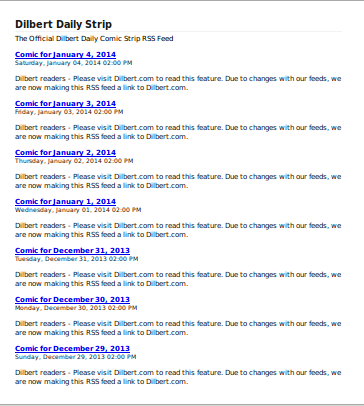 Dilbert Daily Strip
The Official Dilbert Daily Comic Strip RSS Feed
Comic for January 4, 2014
Saturday, January 04, 2014 02:00 PM
Dilbert readers - Please visit Dilbert.com to read this feature. Due to changes with our feeds, we
are now making this RSS feed a link to Dilbert.com.
Comic for January 3, 2014
Friday, January 03, 2014 02:00 PM
Dilbert readers - Please visit Dilbert.com to read this feature. Due to changes with our feeds, we
are now making this RSS feed a link to Dilbert.com.
Comic for January 2, 2014
Thursday, January 02, 2014 02:00 PM
Dilbert readers - Please visit Dilbert.com to read this feature. Due to changes with our feeds, we
are now making this RSS feed a link to Dilbert.com.
Comic for January 1, 2014
Wednesday, January 01, 2014 02:00 PM
Dilbert readers - Please visit Dilbert.com to read this feature. Due to changes with our feeds, we
are now making this RSS feed a link to Dilbert.com.
Comic for December 31, 2013
Tuesday, December 31, 2013 02:00 PM
Dilbert readers - Please visit Dilbert.com to read this feature. Due to changes with our feeds, we
are now making this RSS feed a link to Dilbert.com.
Comic for December 30, 2013
Monday, December 30, 2013 02:00 PM
Dilbert readers - Please visit Dilbert.com to read this feature. Due to changes with our feeds, we
are now making this RSS feed a link to Dilbert.com.
Comic for December 29, 2013
Sunday, December 29, 2013 02:00 PM
Dilbert readers - Please visit Dilbert.com to read this feature. Due to changes with our feeds, we
are now making this RSS feed a link to Dilbert.com.